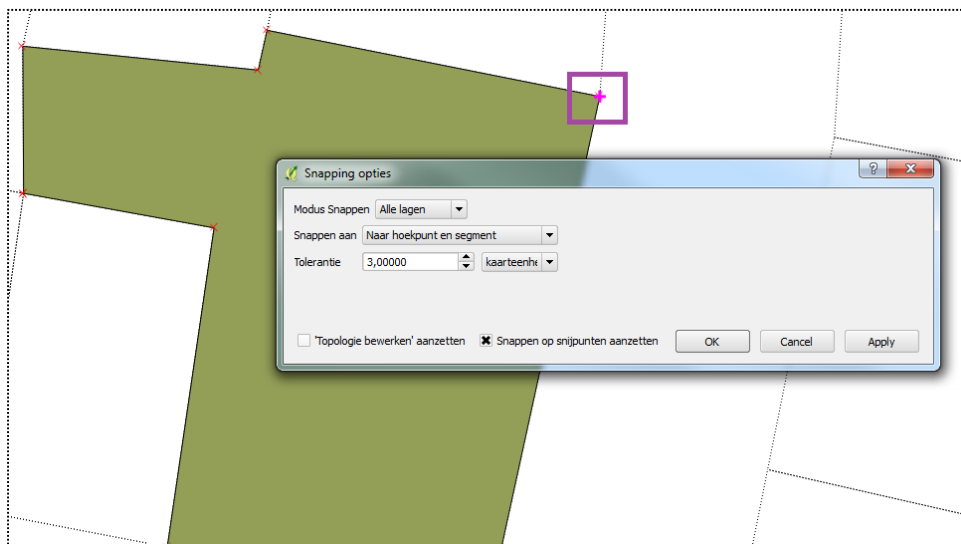 Snapping opties
Modus Snappen Alle lagen
Snappen aan Naar hoekpunt en segment
Tolerantie 3,00000 kaarteenhe
'Topologie bewerken' aanzetten Snappen op snijpunten aanzetten OK Cancel Apply